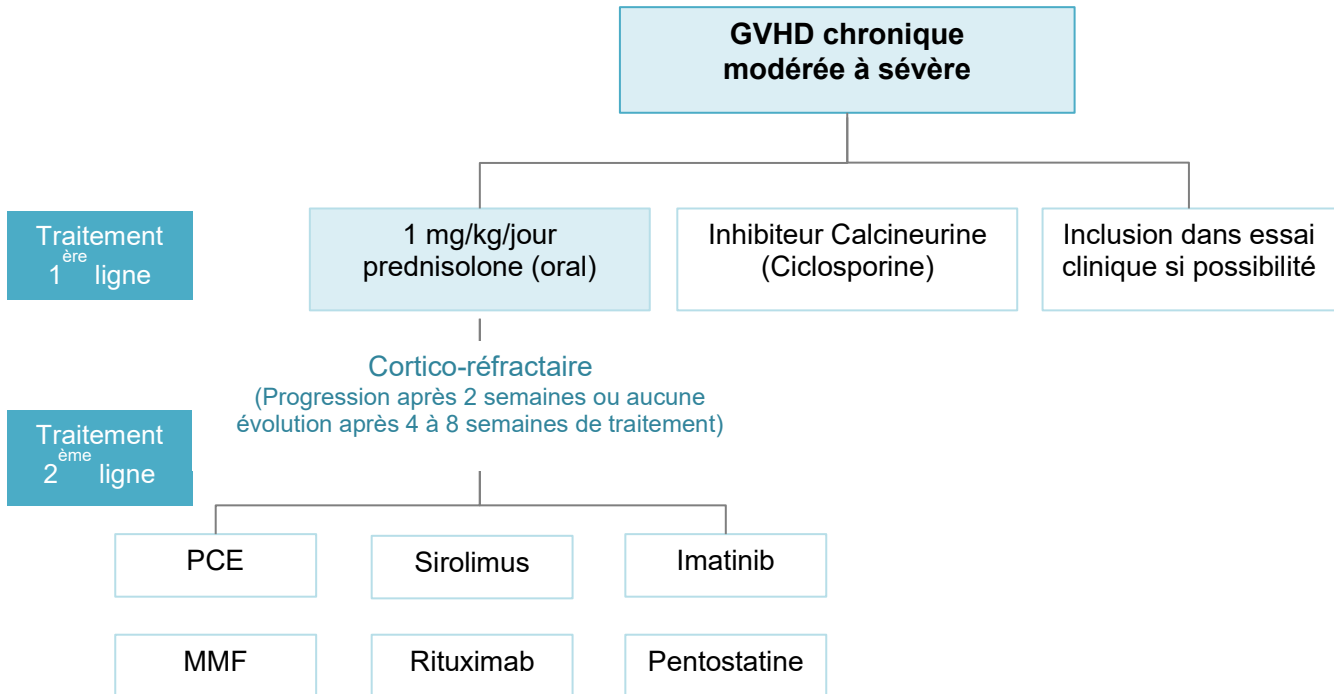 GVHD chronique
modérée à sévère
Traitement
1ère ligne
1 mg/kg/jour
prednisolone (oral)
Inhibiteur Calcineurine
(Ciclosporine)
Inclusion dans essai
clinique si possibilité
Cortico-réfractaire
(Progression après 2 semaines ou aucune
évolution après 4 à 8 semaines de traitement)
Traitement
2ème ligne
PCE
Sirolimus
Imatinib
MMF
Rituximab
Pentostatine